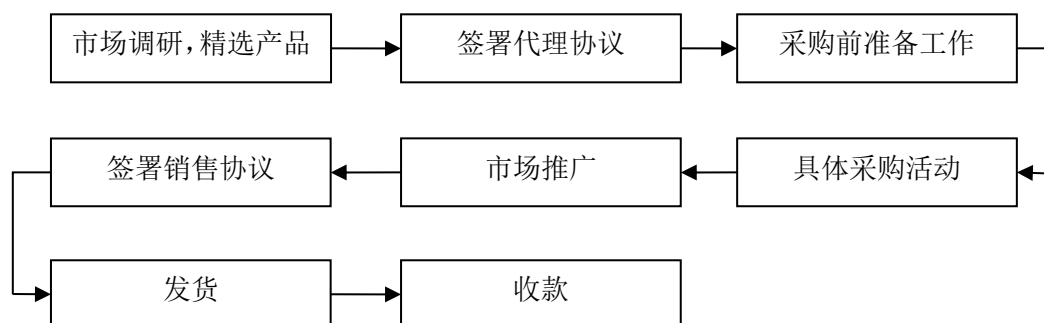 市场调研，精选产品
签署代理协议
采购前准备工作
具体采购活动
市场推广
签署销售协议
发货
收款